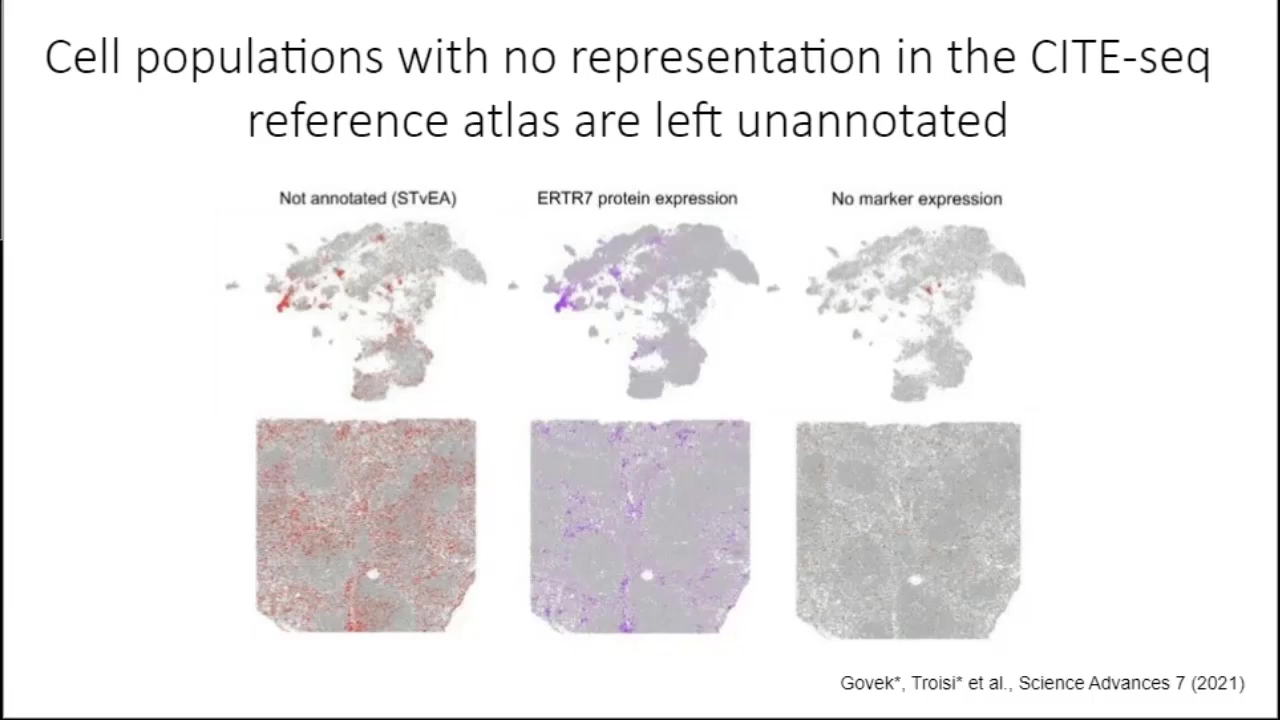 Cell populations with no representation in the CITE-seq
reference atlas are left unannotated
Not annotated (STvEA)
ERTR7 protein expression
No marker expression
Govek*, Troisi* et al., Science Advances 7 (2021)